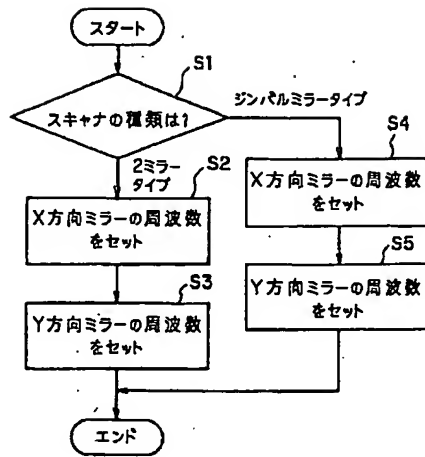 スタート
S1
スキャナの種類は?
ジンバルミラータイプ
2ミラー
タイプ
S2
X方向ミラーの周波数
をセット
S3
Y方向ミラーの周波数
をセット
S4
X方向ミラーの周波数
をセット
S5
Y方向ミラーの周波数
をセット
エンド